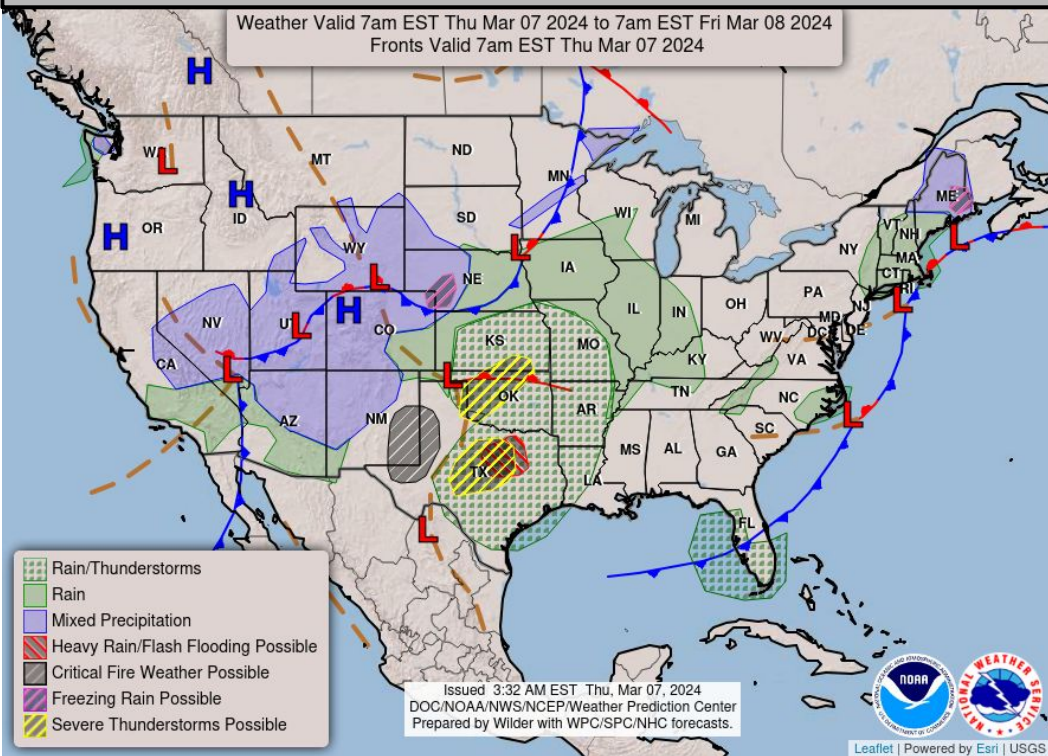 Weather Valid 7am EST Thu Mar 07 2024 to 7am EST Fri Mar 08 2024
Fronts Valid 7am EST Thu Mar 07 2024
H
WA
L
MT
ND
MN
ME
H
ID
H
OR
SD
WI
MI
VT
NH
NY
MA
L
WY
L
NE
L
IA
CT
RI
L
H
NV
UT
L
CO
IL
IN
OH
PA
NJ
MD
DC
DE
WV
VA
KS
MO
KY
CA
L
L
OK
TN
NC
L
AZ
NM
AR
SC
MS
AL
GA
TX
LA
L
FL
Rain/Thunderstorms
Rain
Mixed Precipitation
Heavy Rain/Flash Flooding Possible
Critical Fire Weather Possible
Freezing Rain Possible
Severe Thunderstorms Possible
Issued 3:32 AM EST Thu, Mar 07, 2024
DOC/NOAA/NWS/NCEP/Weather Prediction Center
Prepared by Wilder with WPC/SPC/NHC forecasts.
NOAA
NATIONAL WEATHER SERVICE
Leaflet | Powered by Esri | USGS